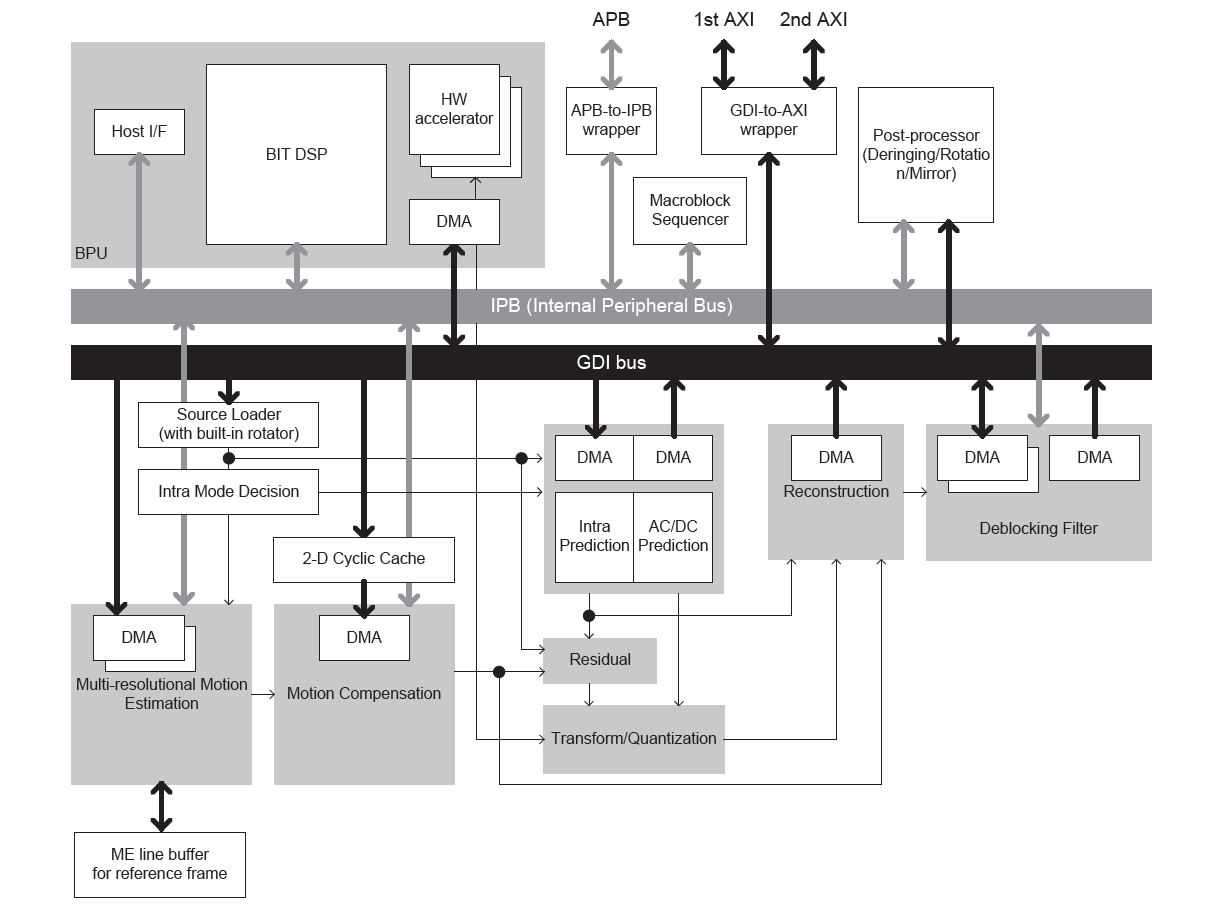 APB
1st AXI
2nd AXI
Host I/F
BIT DSP
HW
accelerator
DMA
BPU
APB-to-IPB
wrapper
GDI-to-AXI
wrapper
Macroblock
Sequencer
Post-processor
(Deringing/Rotatio
n/Mirror)
IPB (Internal Peripheral Bus)
GDI bus
Source Loader
(with built-in rotator)
Intra Mode Decision
2-D Cyclic Cache
DMA
DMA
Intra
Prediction
AC/DC
Prediction
DMA
Reconstruction
DMA
DMA
Deblocking Filter
DMA
Multi-resolutional Motion
Estimation
DMA
Motion Compensation
Residual
Transform/Quantization
ME line buffer
for reference frame